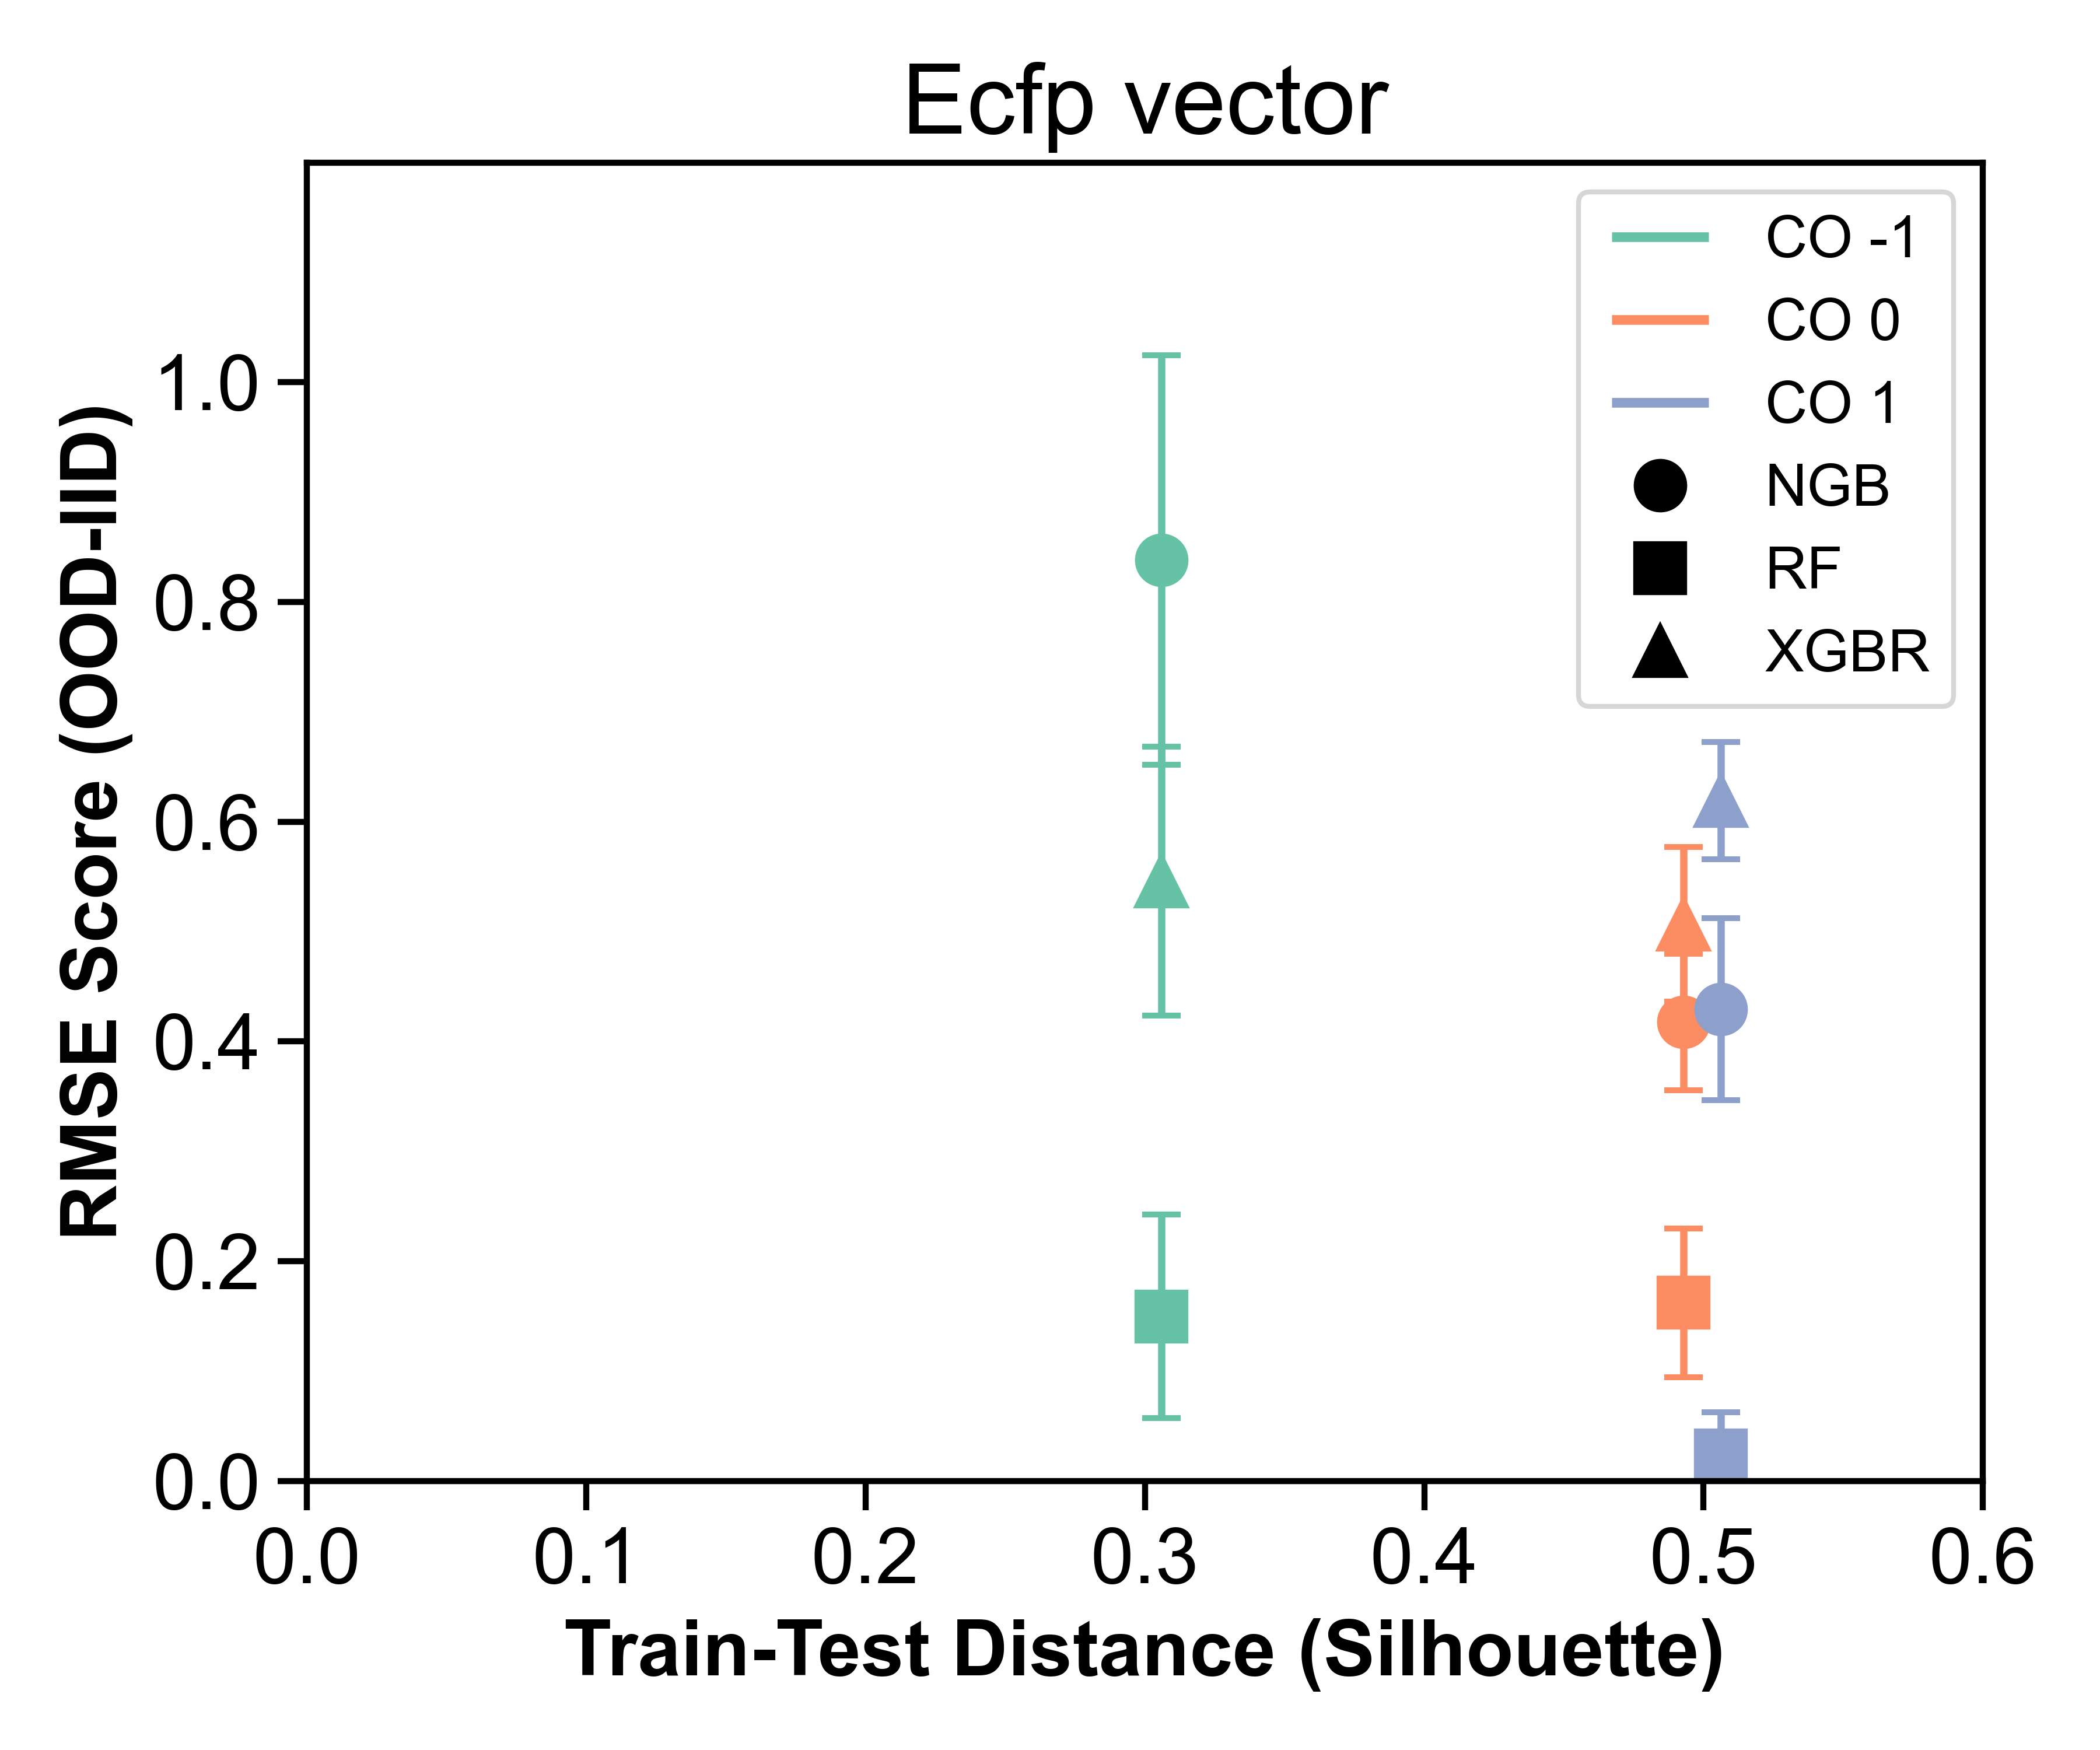 Ecfp vector
CO -1
CO 0
CO 1
NGB
RF
XGBR
RMSE Score (OOD-IID)
1.0
0.8
0.6
0.4
0.2
0.0
0.0 0.1 0.2 0.3 0.4 0.5 0.6
Train-Test Distance (Silhouette)